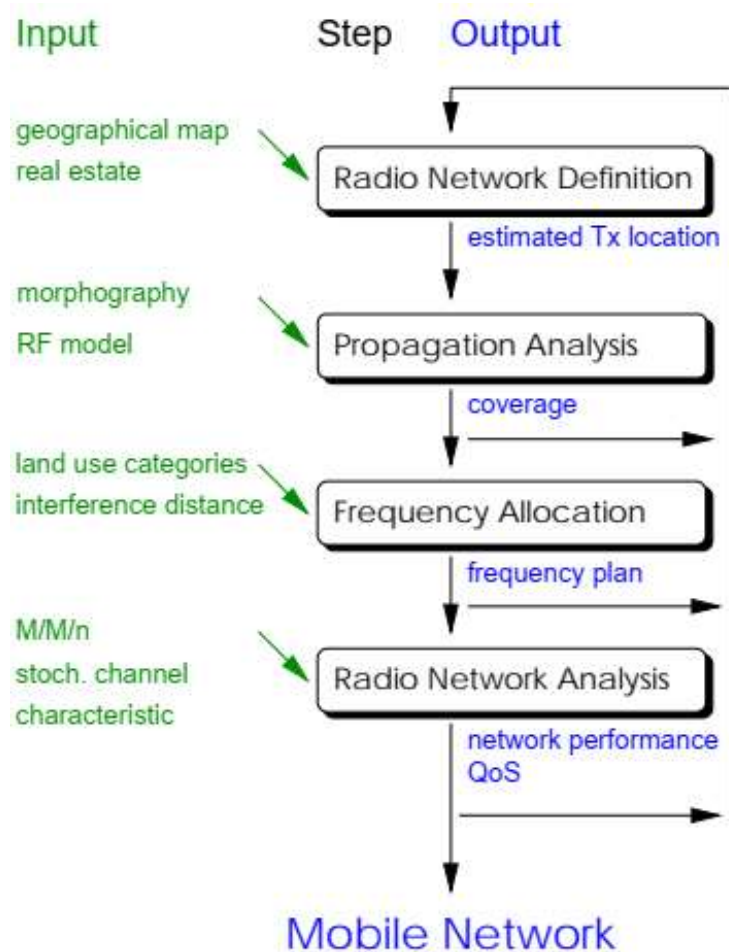 Input Step Output
geographical map
real estate
Radio Network Definition
estimated Tx location
morphography
RF model
Propagation Analysis
coverage
land use categories
interference distance
Frequency Allocation
frequency plan
M/M/n
stoch. channel
characteristic
Radio Network Analysis
network performance
QoS
Mobile Network